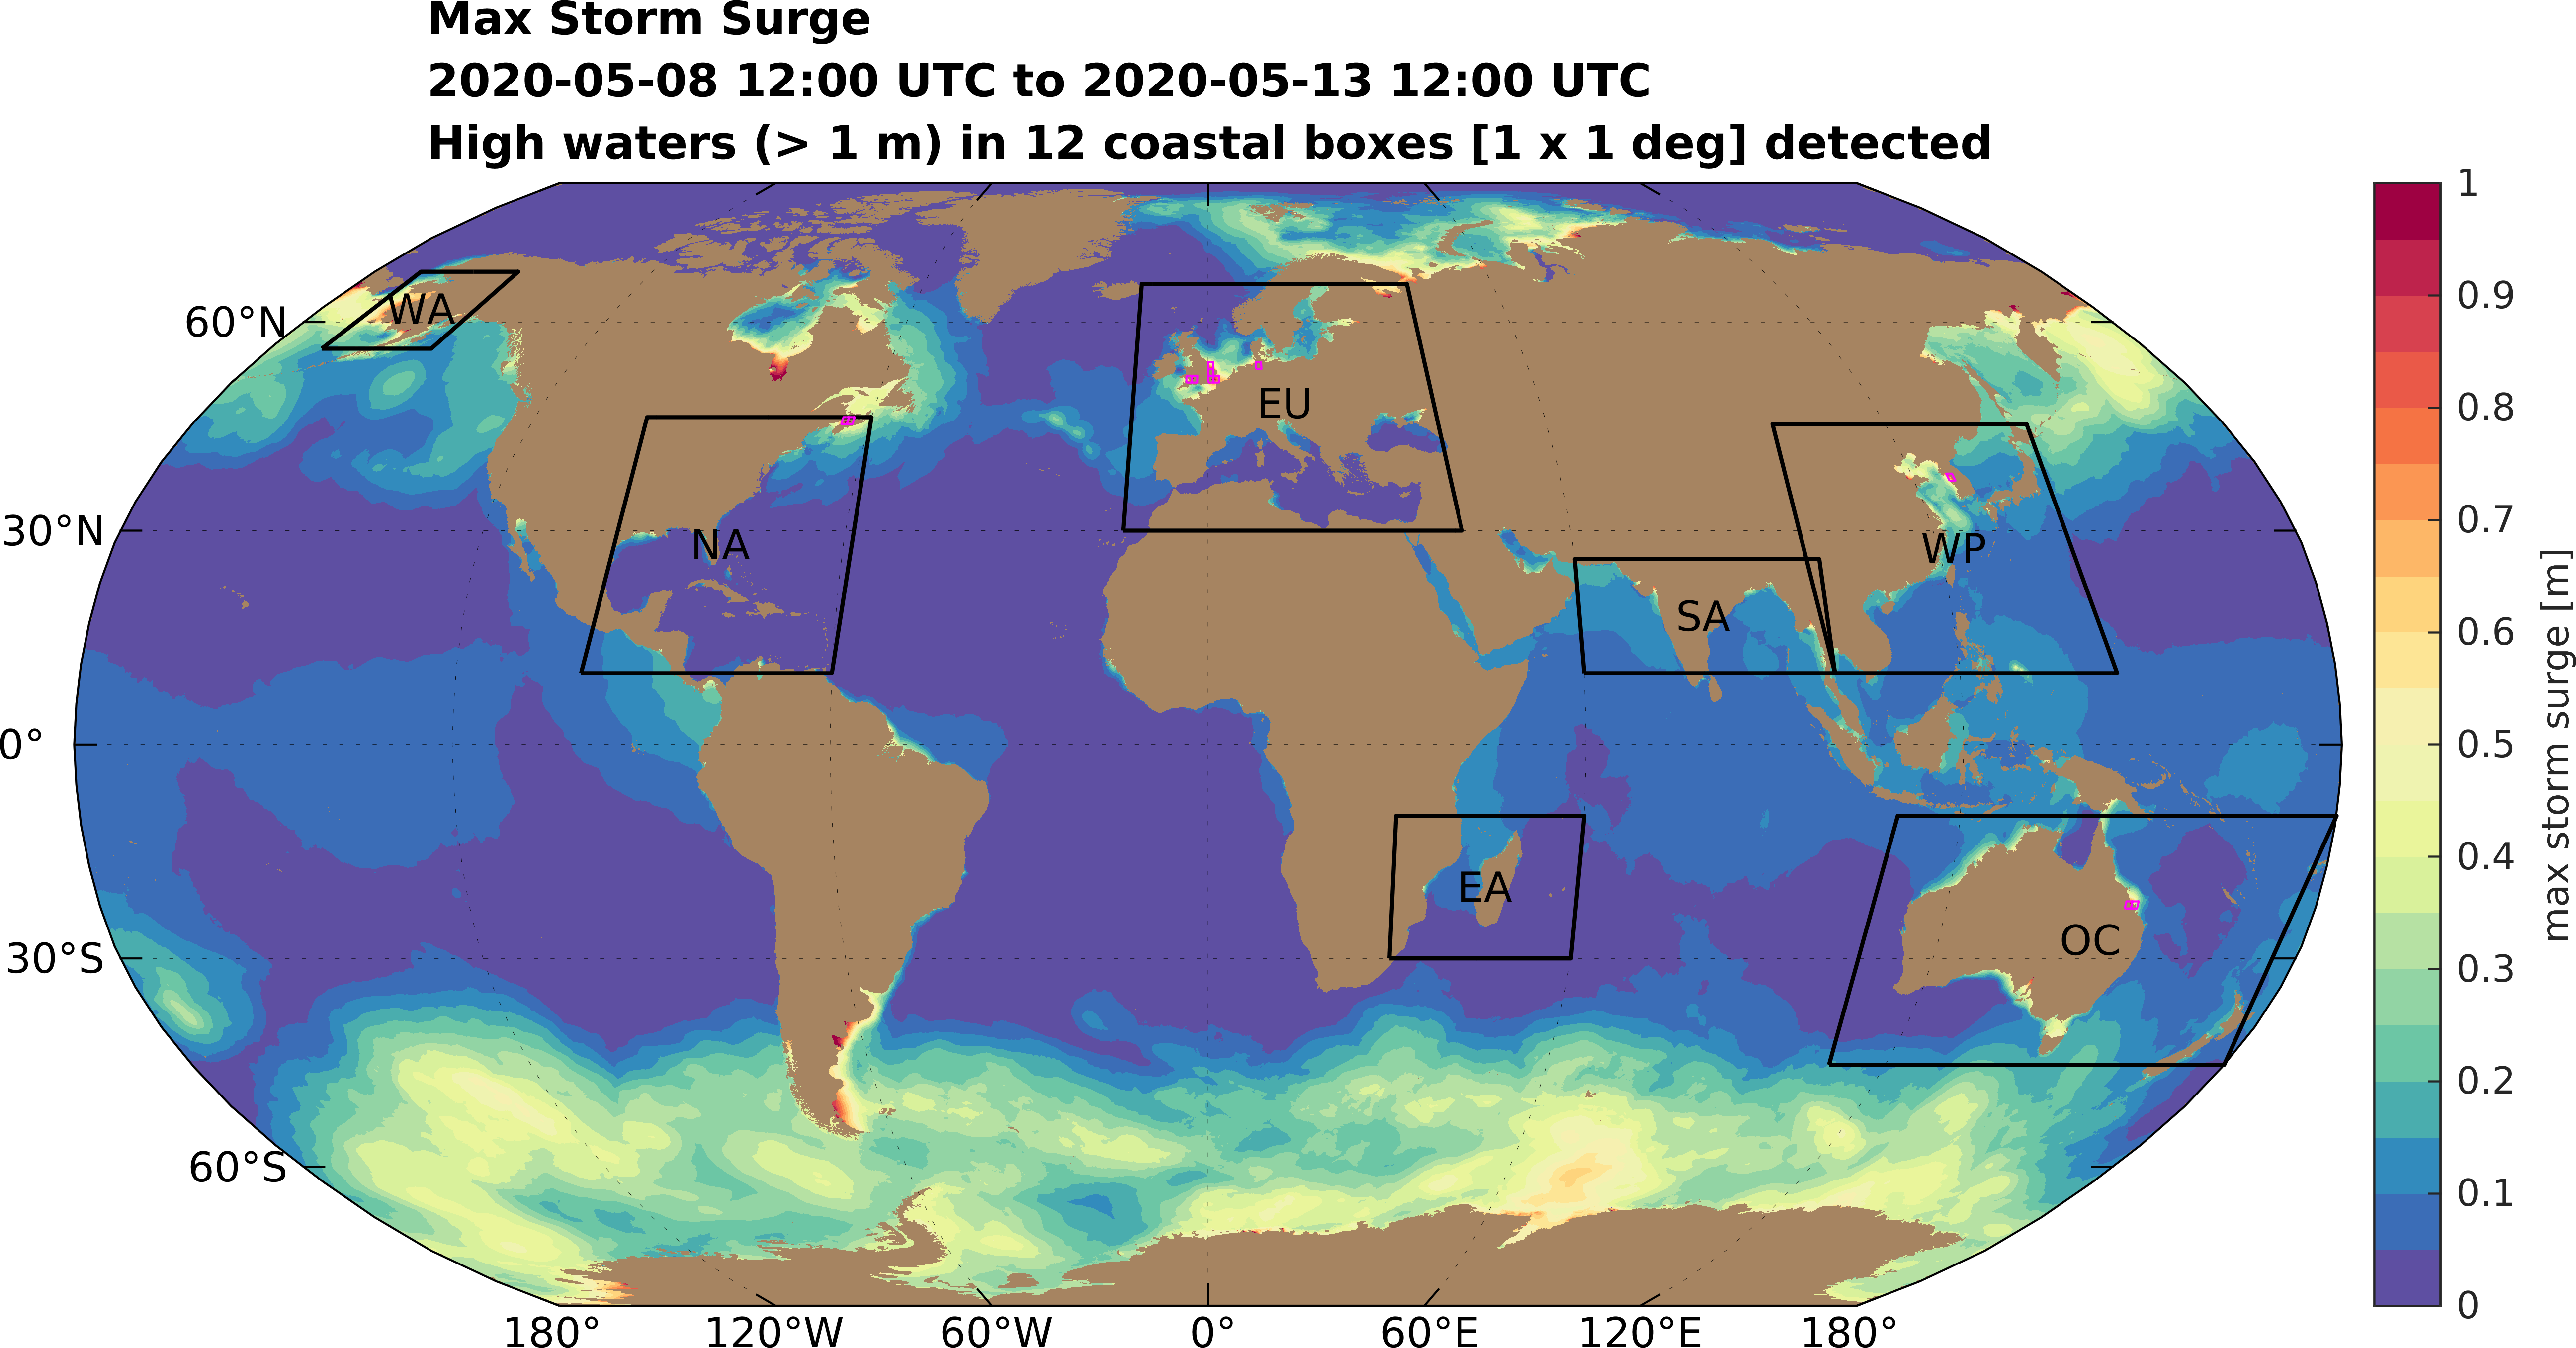 Max Storm Surge
2020-05-08 12:00 UTC to 2020-05-13 12:00 UTC
High waters (> 1 m) in 12 coastal boxes [1 x 1 deg] detected
60°N
30°N
0°
30°S
60°S
WA
NA
EU
SA
WP
EA
OC
180°
120°W
60°W
0°
60°E
120°E
180°
1
0.9
0.8
0.7
0.6
0.5
0.4
0.3
0.2
0.1
0
max storm surge [m]